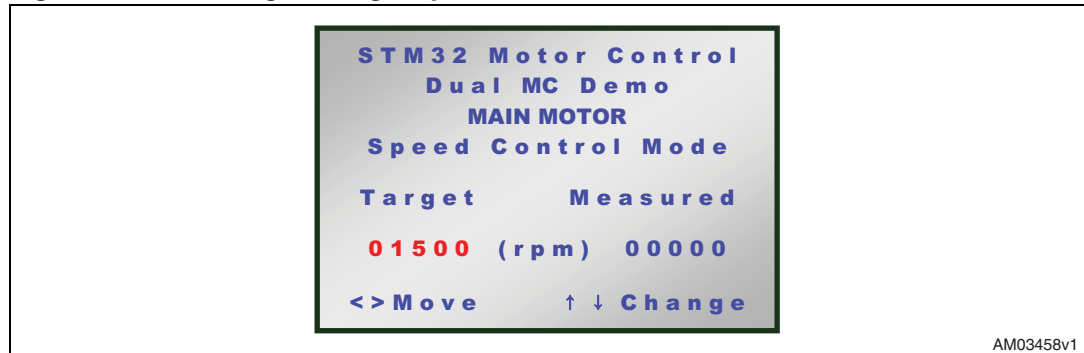 STM32 Motor Control
Dual MC Demo
MAIN MOTOR
Speed Control Mode
Target Measured
01500 (rpm) 00000
<>Move ↑↓Change
AM03458v1